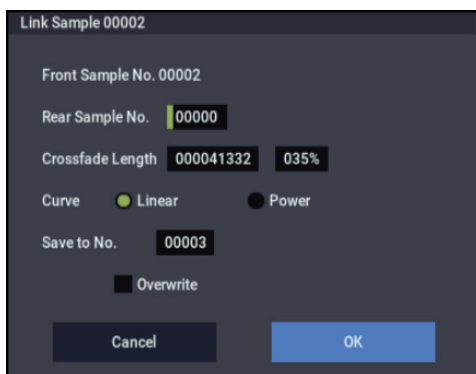 Link Sample 00002
Front Sample No. 00002
Rear Sample No. 00000
Crossfade Length 000041332 035%
Curve Linear Power
Save to No. 00003
Overwrite
Cancel OK